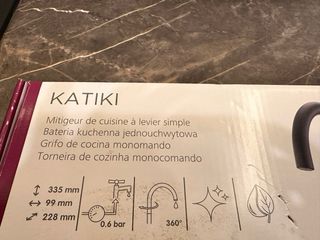 KATIKI
Mitigeur de cuisine à levier simple
Bateria kuchenna jednouchwytowa
Grifo de cocina monomando
Torneira de cozinha monocomando
335 mm
99 mm
228 mm
0.6 bar
360°